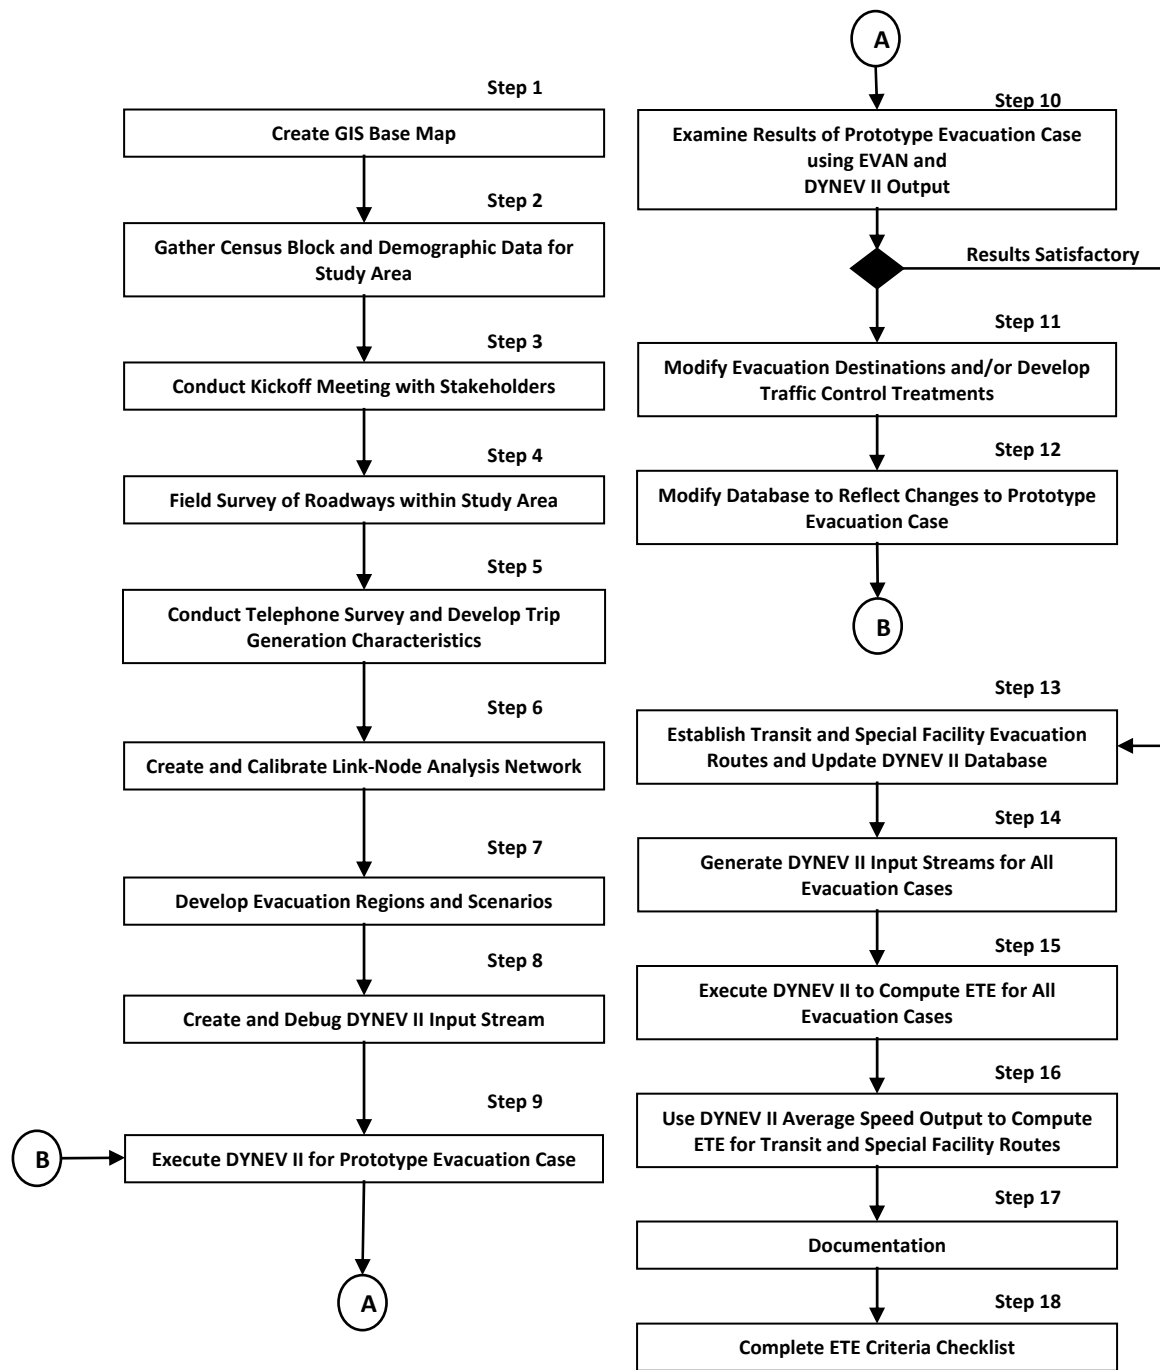 Step 1
Create GIS Base Map
Step 2
Gather Census Block and Demographic Data for
Study Area
Step 3
Conduct Kickoff Meeting with Stakeholders
Step 4
Field Survey of Roadways within Study Area
Step 5
Conduct Telephone Survey and Develop Trip
Generation Characteristics
Step 6
Create and Calibrate Link-Node Analysis Network
Step 7
Develop Evacuation Regions and Scenarios
Step 8
Create and Debug DYNEV II Input Stream
Step 9
B
Execute DYNEV II for Prototype Evacuation Case
A
A
Step 10
Examine Results of Prototype Evacuation Case
using EVAN and
DYNEV II Output
Results Satisfactory
Step 11
Modify Evacuation Destinations and/or Develop
Traffic Control Treatments
Step 12
Modify Database to Reflect Changes to Prototype
Evacuation Case
B
Step 13
Establish Transit and Special Facility Evacuation
Routes and Update DYNEV II Database
Step 14
Generate DYNEV II Input Streams for All
Evacuation Cases
Step 15
Execute DYNEV II to Compute ETE for All
Evacuation Cases
Step 16
Use DYNEV II Average Speed Output to Compute
ETE for Transit and Special Facility Routes
Step 17
Documentation
Step 18
Complete ETE Criteria Checklist